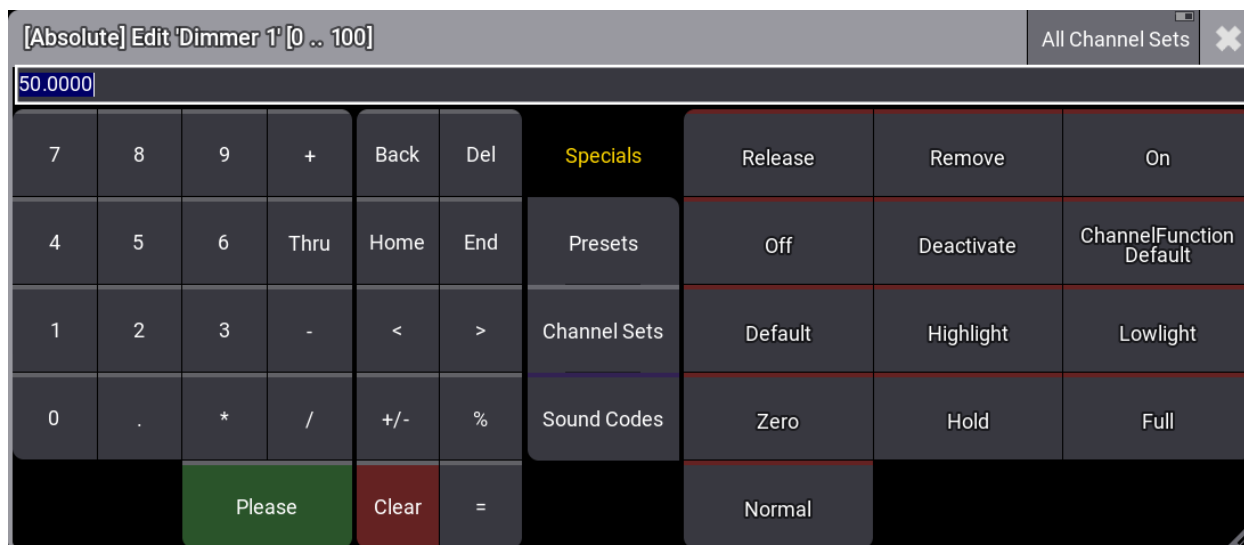 [Absolute] Edit 'Dimmer 1' [0 .. 100]
All Channel Sets
50.0000
7 8 9 + Back Del Specials Release Remove On
4 5 6 Thru Home End Presets Off Deactivate ChannelFunction
Default
1 2 3 - < > Channel Sets Default Highlight Lowlight
0 . * / +/- % Sound Codes Zero Hold Full
Please Clear = Normal